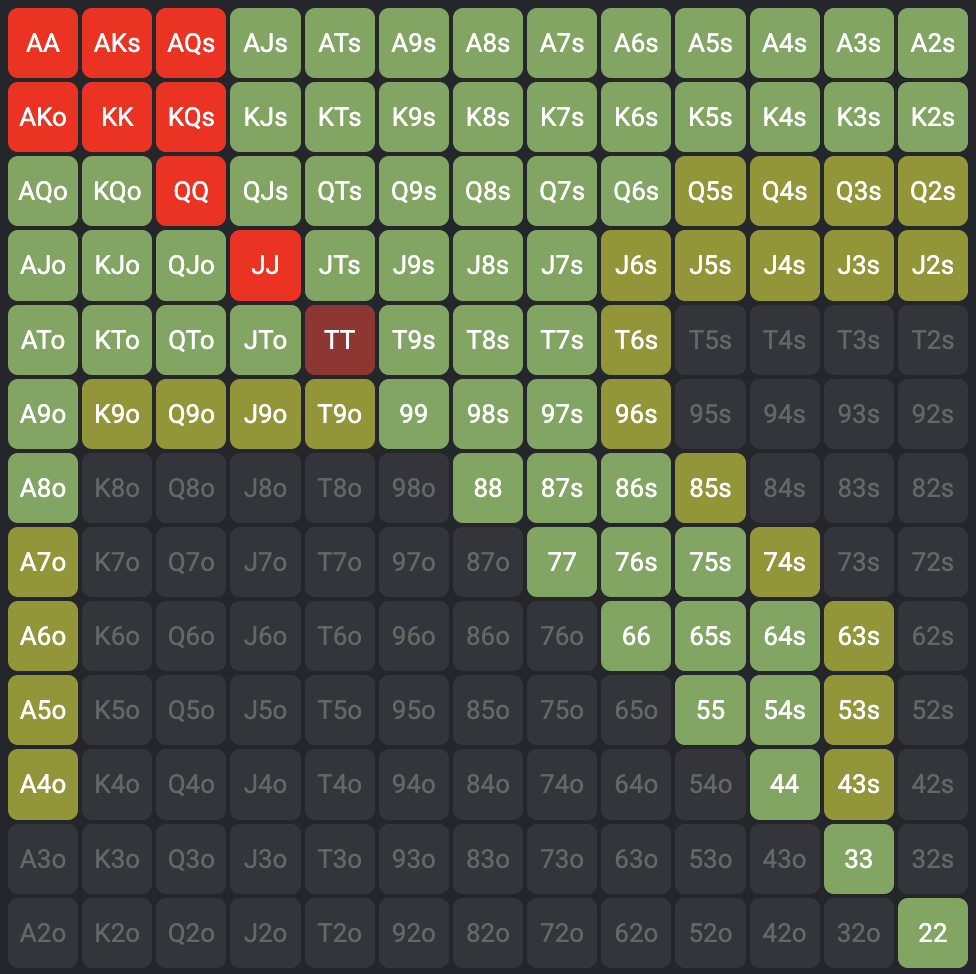 AA AKs AQs AJs ATs A9s A8s A7s A6s A5s A4s A3s A2s
AKo KK KQs KJs KTs K9s K8s K7s K6s K5s K4s K3s K2s
AQo KQo QQ QJs QTs Q9s Q8s Q7s Q6s Q5s Q4s Q3s Q2s
AJo KJo QJo JJ JTs J9s J8s J7s J6s J5s J4s J3s J2s
ATo KTo QTo JTo TT T9s T8s T7s T6s T5s T4s T3s T2s
A9o K9o Q9o J9o T9o 99 98s 97s 96s 95s 94s 93s 92s
A8o K8o Q8o J8o T8o 98o 88 87s 86s 85s 84s 83s 82s
A7o K7o Q7o J7o T7o 97o 87o 77 76s 75s 74s 73s 72s
A6o K6o Q6o J6o T6o 96o 86o 76o 66 65s 64s 63s 62s
A5o K5o Q5o J5o T5o 95o 85o 75o 65o 55 54s 53s 52s
A4o K4o Q4o J4o T4o 94o 84o 74o 64o 54o 44 43s 42s
A3o K3o Q3o J3o T3o 93o 83o 73o 63o 53o 43o 33 32s
A2o K2o Q2o J2o T2o 92o 82o 72o 62o 52o 42o 32o 22